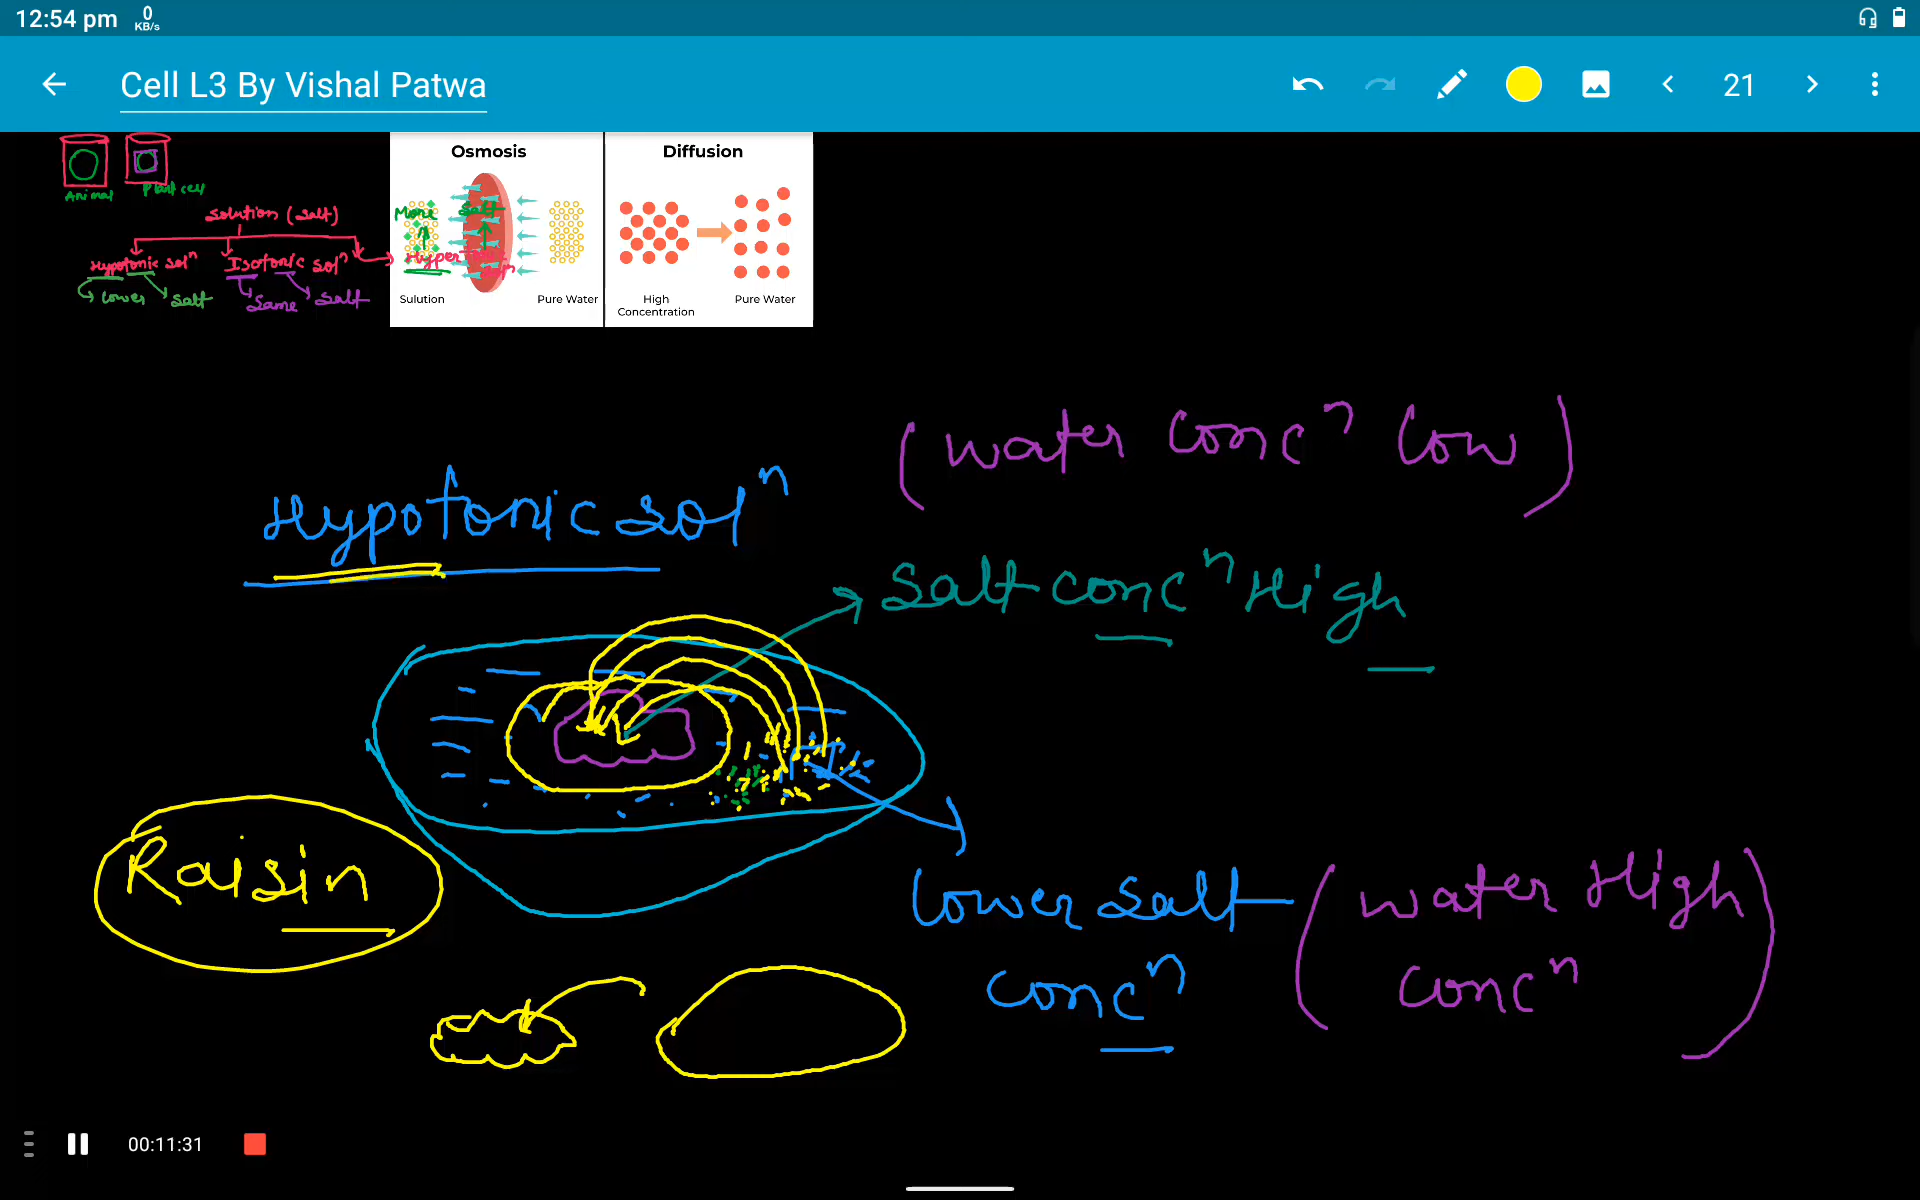 12:54 pm 0 KB/s
Cell L3 By Vishal Patwa
21
Animal
Plant cell
Solution (Salt)
Hypotonic solⁿ
Isotonic solⁿ
Lower Salt
Same Salt
Osmosis
More Salt
Hyper
Sulution
Pure Water
Diffusion
High
Concentration
Pure Water
(Water Concⁿ Low)
Hypotonic solⁿ
Salt Concⁿ High
Raisin
Lower Salt
Concⁿ
(Water High
Concⁿ)
00:11:31